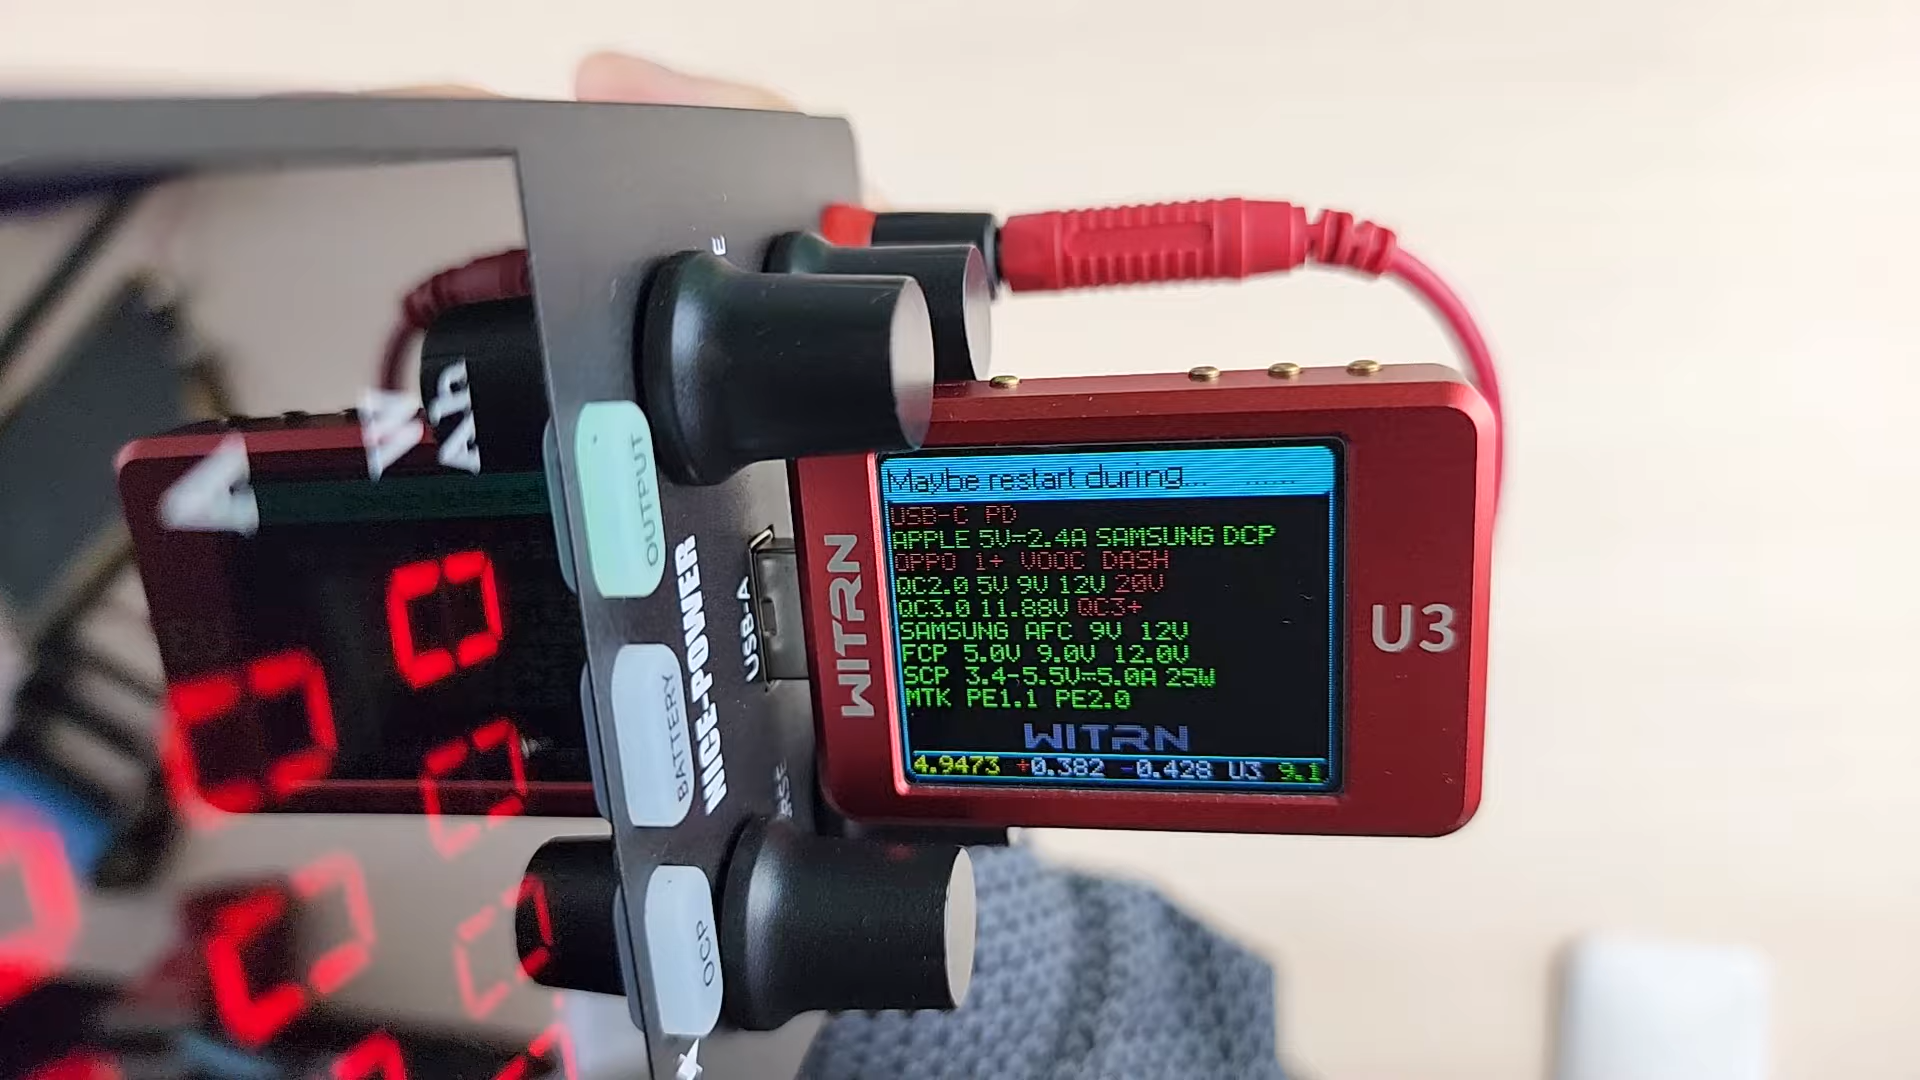 Maybe restart during... ......
USB-C PD
APPLE 5V=2.4A SAMSUNG DCP
OPPO 1+ VOOC DASH
QC2.0 5V 9V 12V 20V
QC3.0 11.88V QC3+
SAMSUNG AFC 9V 12V
FCP 5.0V 9.0V 12.0V
SCP 3.4-5.5V=5.0A 25W
MTK PE1.1 PE2.0
WITRN
4.9473 +0.382 -0.428 U3 9.1
WITRN
U3
A
W
Ah
OUTPUT
BATTERY
OCP
NICE-POWER
USB-A